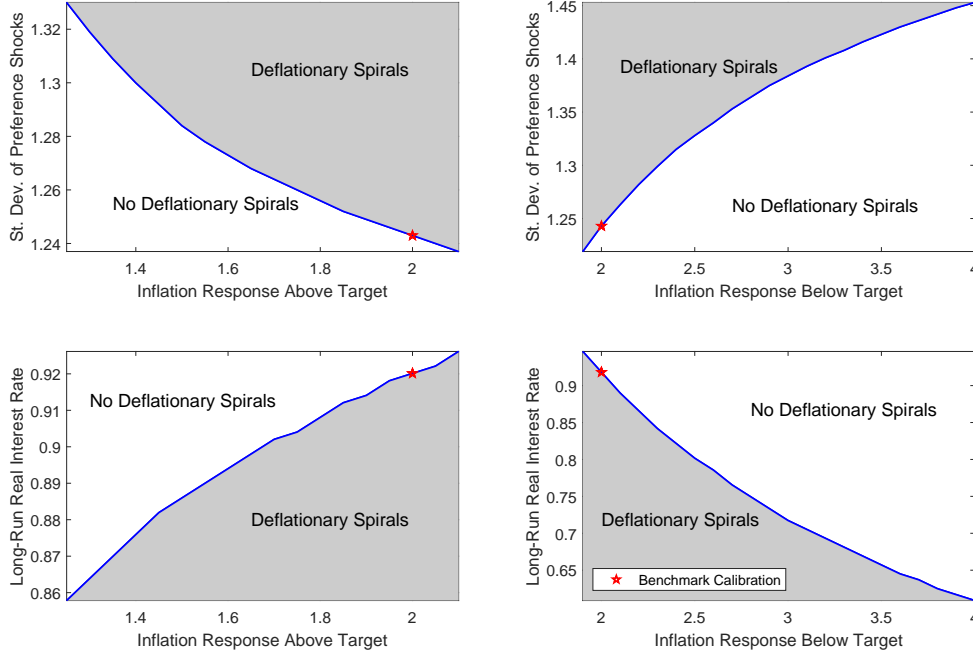 St. Dev. of Preference Shocks
1.32
1.3
1.28
1.26
1.24
Deflationary Spirals
No Deflationary Spirals
1.4 1.6 1.8 2
Inflation Response Above Target
St. Dev. of Preference Shocks
1.45
1.4
1.35
1.3
1.25
Deflationary Spirals
No Deflationary Spirals
2 2.5 3 3.5 4
Inflation Response Below Target
Long-Run Real Interest Rate
0.92
0.91
0.9
0.89
0.88
0.87
0.86
No Deflationary Spirals
Deflationary Spirals
1.4 1.6 1.8 2
Inflation Response Above Target
Long-Run Real Interest Rate
0.9
0.85
0.8
0.75
0.7
0.65
No Deflationary Spirals
Deflationary Spirals
Benchmark Calibration
2 2.5 3 3.5 4
Inflation Response Below Target